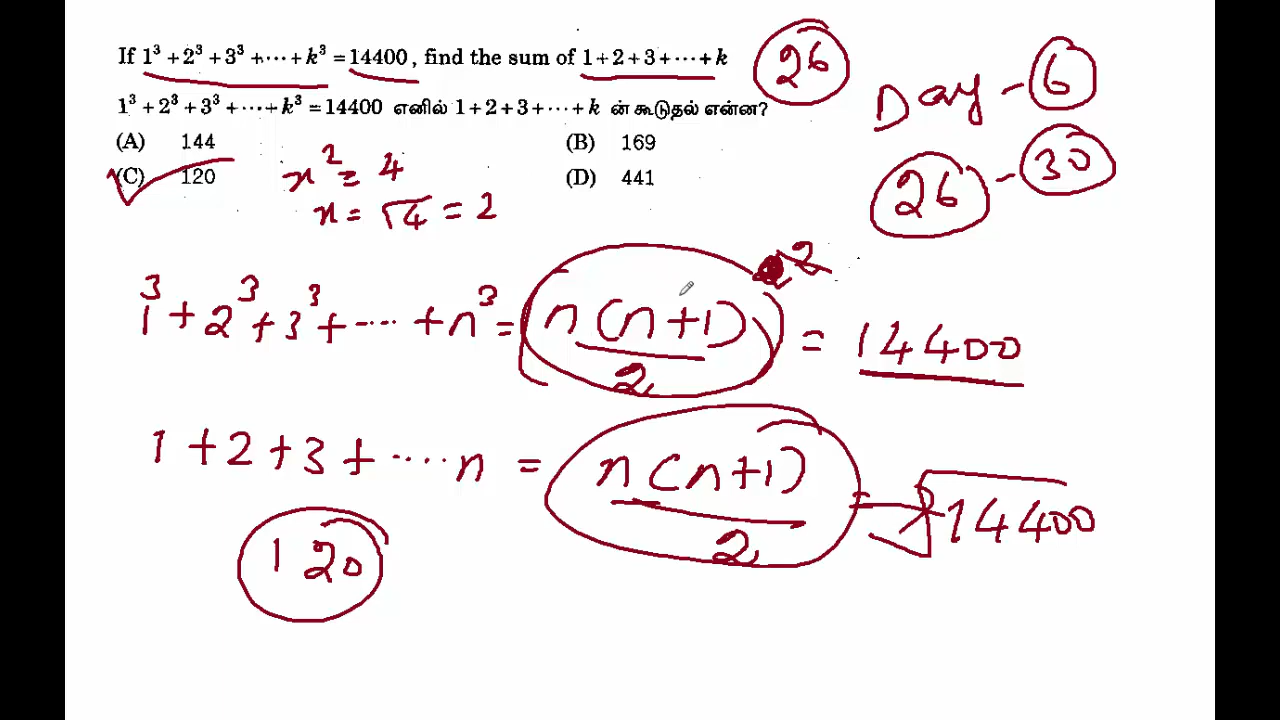 If 1³ + 2³ + 3³ + ··· + k³ = 14400, find the sum of 1 + 2 + 3 + ··· + k
1³ + 2³ + 3³ + ··· + k³ = 14400 எனில் 1 + 2 + 3 + ··· + k ன் கூடுதல் என்ன?
(A) 144 (B) 169
(C) 120 (D) 441
26
Day - 6
26 - 30
x² = 4
x = √4 = 2
1³ + 2³ + 3³ + ···· + n³ = (n(n+1)/2)² = 14400
1 + 2 + 3 + ···· n = n(n+1)/2 = √14400
120